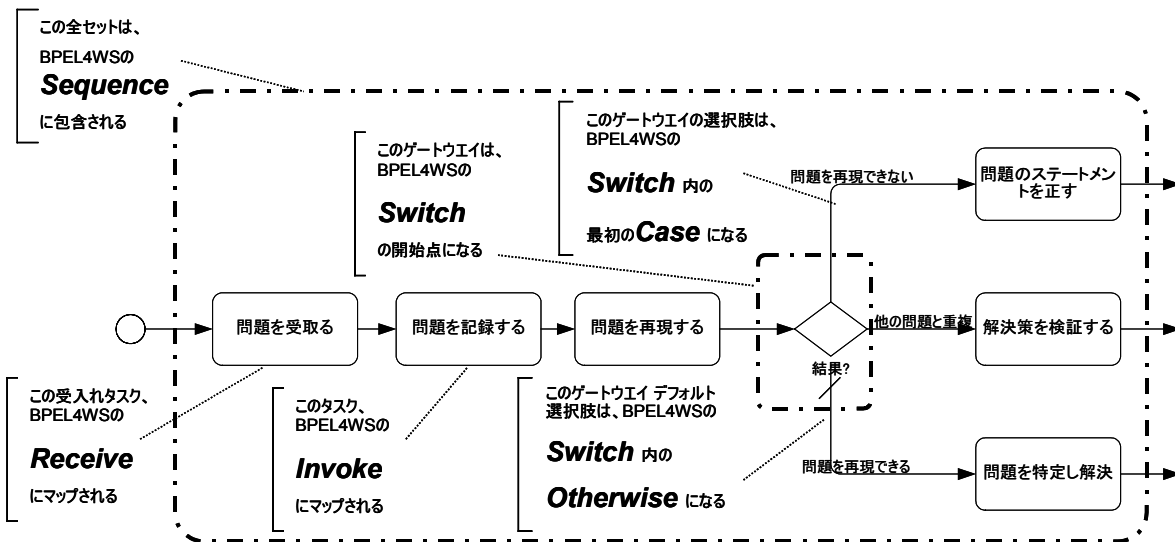 この全セットは、
BPEL4WSの
Sequence
に包含される
このゲートウエイは、
BPEL4WSの
Switch
の開始点になる
このゲートウエイの選択肢は、
BPEL4WSの
Switch 内の
最初のCase になる
問題を再現できない
問題のステートメン
トを正す
問題を受取る
問題を記録する
問題を再現する
他の問題と重複
解決策を検証する
結果?
この受入れタスク、
BPEL4WSの
Receive
にマップされる
このタスク、
BPEL4WSの
Invoke
にマップされる
このゲートウエイ デフォルト
選択肢は、BPEL4WSの
Switch 内の
Otherwise になる
問題を再現できる
問題を特定し解決